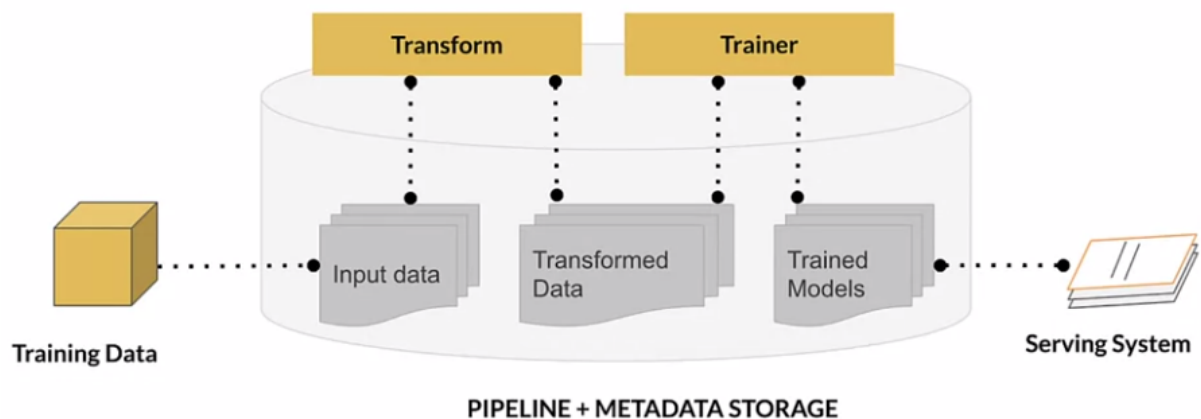 Transform
Trainer
Input data
Transformed
Data
Trained
Models
Training Data
Serving System
PIPELINE + METADATA STORAGE